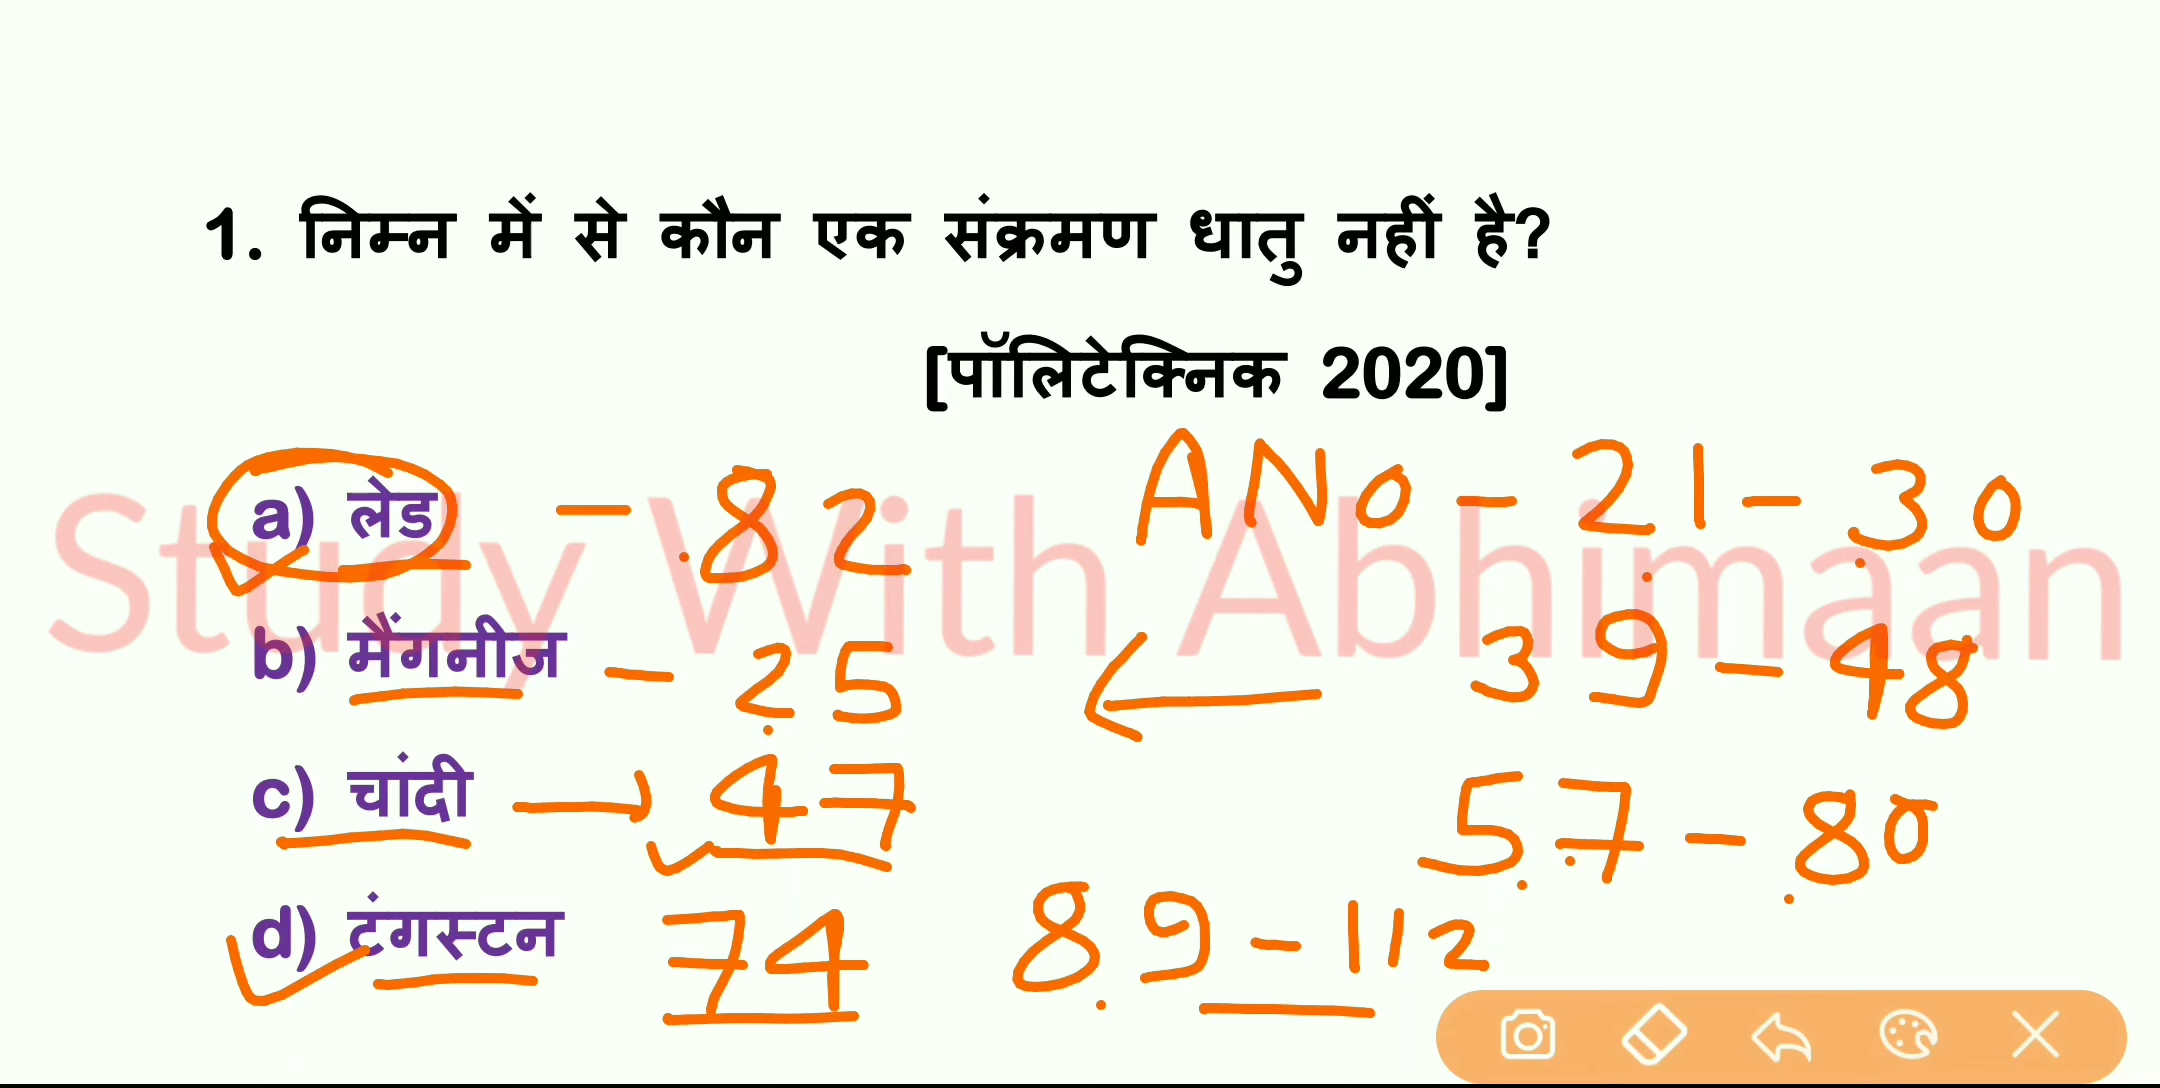 1. निम्न में से कौन एक संक्रमण धातु नहीं है?
[पॉलिटेक्निक 2020]
a) लेड - 82
ANo - 21 - 30
Study With Abhimaan
b) मैंगनीज - 25
39 - 48
c) चांदी → 47
57 - 80
d) टंगस्टन 74
89 - 112